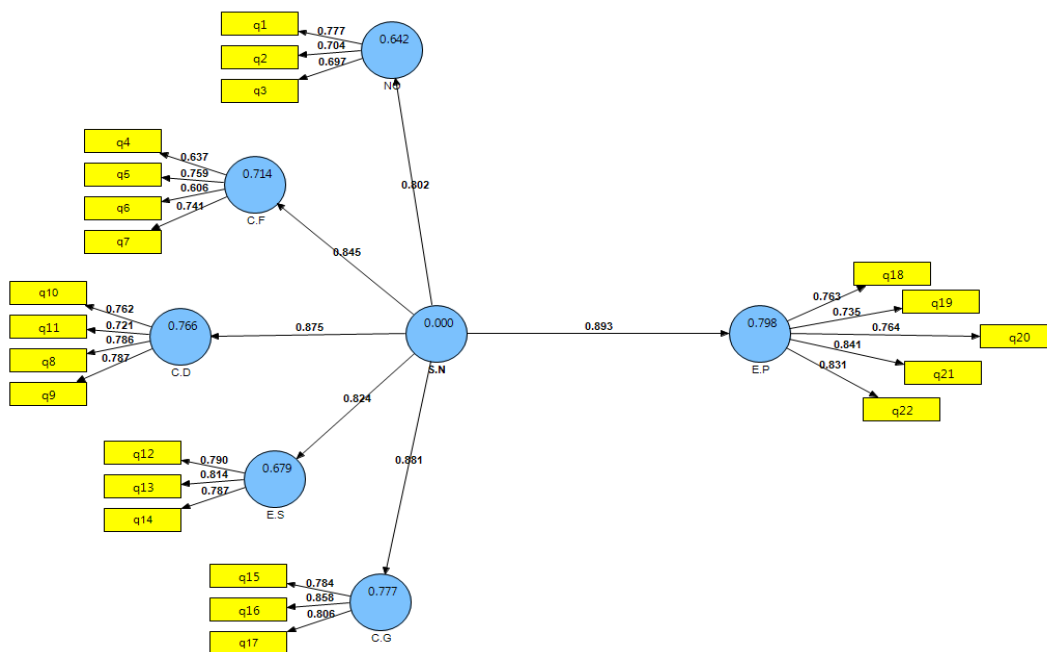 q1
0.777
q2
0.704
q3
0.697
0.642
NO
0.802
q4
0.637
q5
0.759
q6
0.606
q7
0.741
0.714
C.F
0.845
q10
0.762
q11
0.721
q8
0.786
q9
0.787
0.766
C.D
0.875
0.000
S.N
0.893
0.798
E.P
q18
0.763
q19
0.735
q20
0.764
q21
0.841
q22
0.831
q12
0.790
q13
0.814
q14
0.787
0.679
E.S
0.824
q15
0.784
q16
0.858
q17
0.806
0.777
C.G
0.881